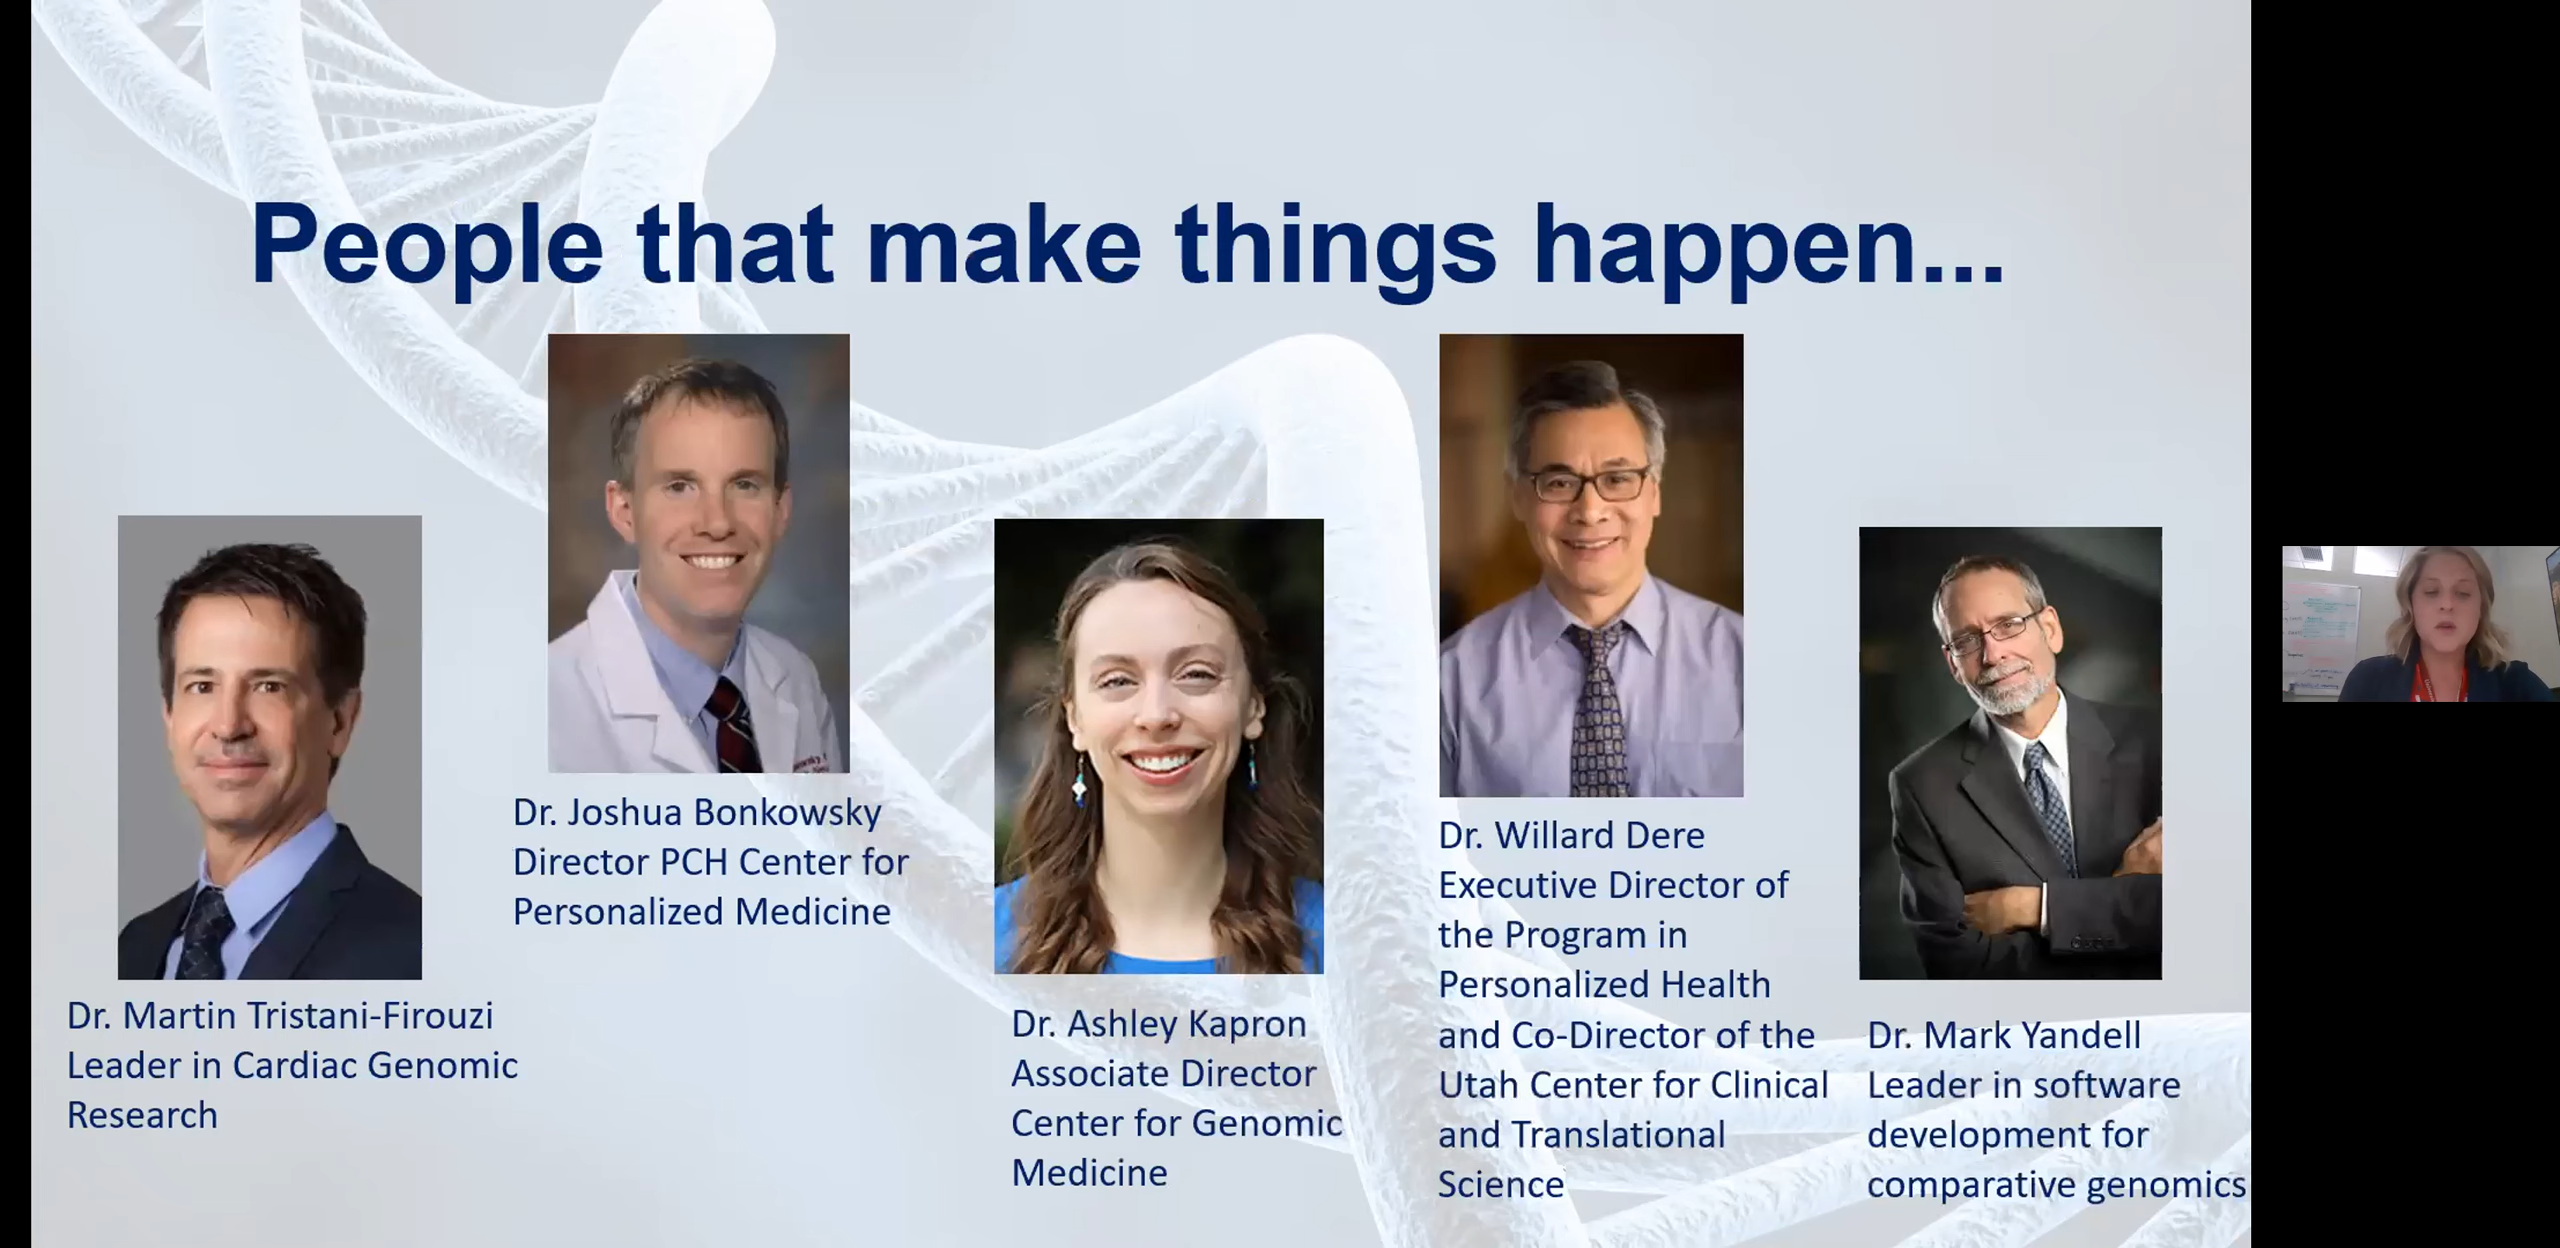 People that make things happen...
Dr. Martin Tristani-Firouzi
Leader in Cardiac Genomic
Research
Dr. Joshua Bonkowsky
Director PCH Center for
Personalized Medicine
Dr. Ashley Kapron
Associate Director
Center for Genomic
Medicine
Dr. Willard Dere
Executive Director of
the Program in
Personalized Health
and Co-Director of the
Utah Center for Clinical
and Translational
Science
Dr. Mark Yandell
Leader in software
development for
comparative genomics